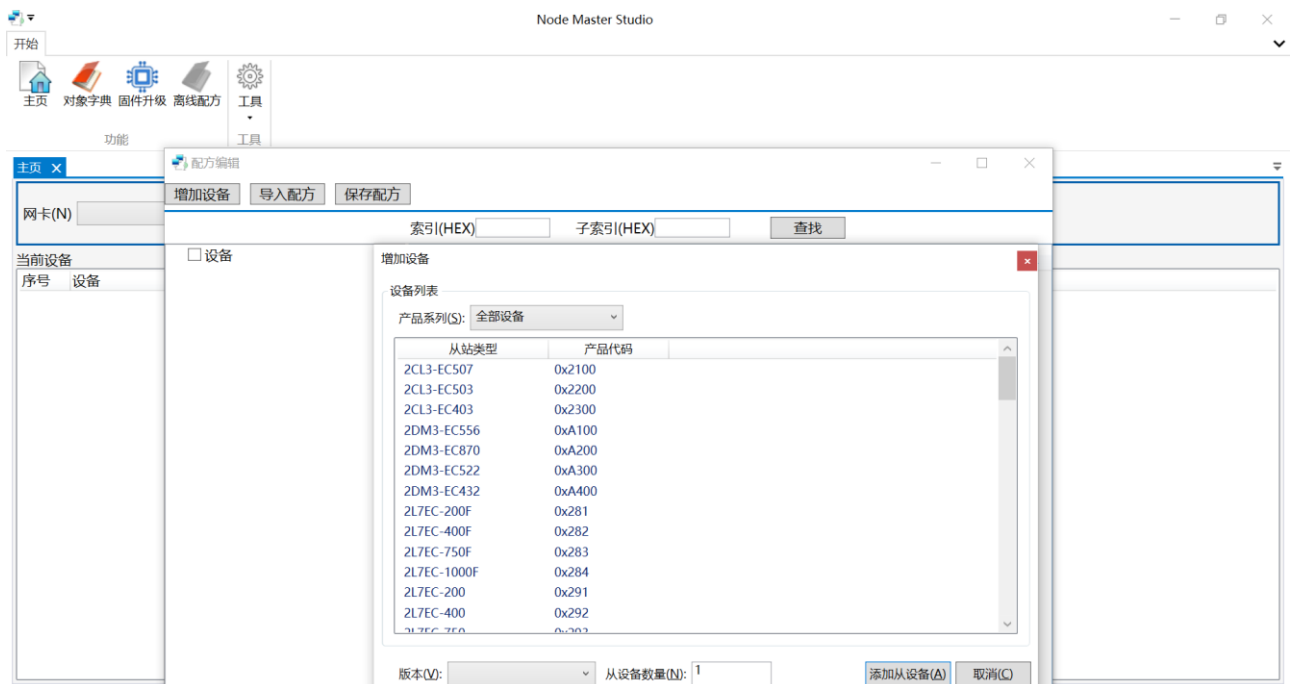 Node Master Studio
开始
主页 对象字典 固件升级 离线配方 工具
功能 工具
主页
配方编辑
增加设备 导入配方 保存配方
网卡(N)
索引(HEX) 子索引(HEX) 查找
当前设备
设备
增加设备
序号 设备
设备列表
产品系列(S): 全部设备
从站类型 产品代码
2CL3-EC507 0x2100
2CL3-EC503 0x2200
2CL3-EC403 0x2300
2DM3-EC556 0xA100
2DM3-EC870 0xA200
2DM3-EC522 0xA300
2DM3-EC432 0xA400
2L7EC-200F 0x281
2L7EC-400F 0x282
2L7EC-750F 0x283
2L7EC-1000F 0x284
2L7EC-200 0x291
2L7EC-400 0x292
版本(V): 从设备数量(N): 1 添加从设备(A) 取消(C)